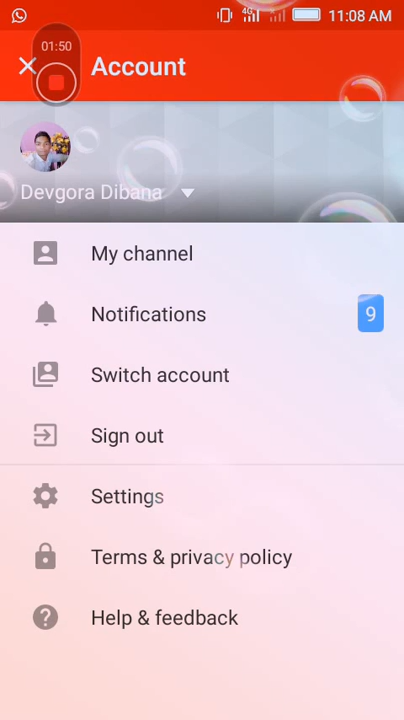 4G 11:08 AM
01:50
Account
Devgora Dibana
My channel
Notifications 9
Switch account
Sign out
Settings
Terms & privacy policy
Help & feedback